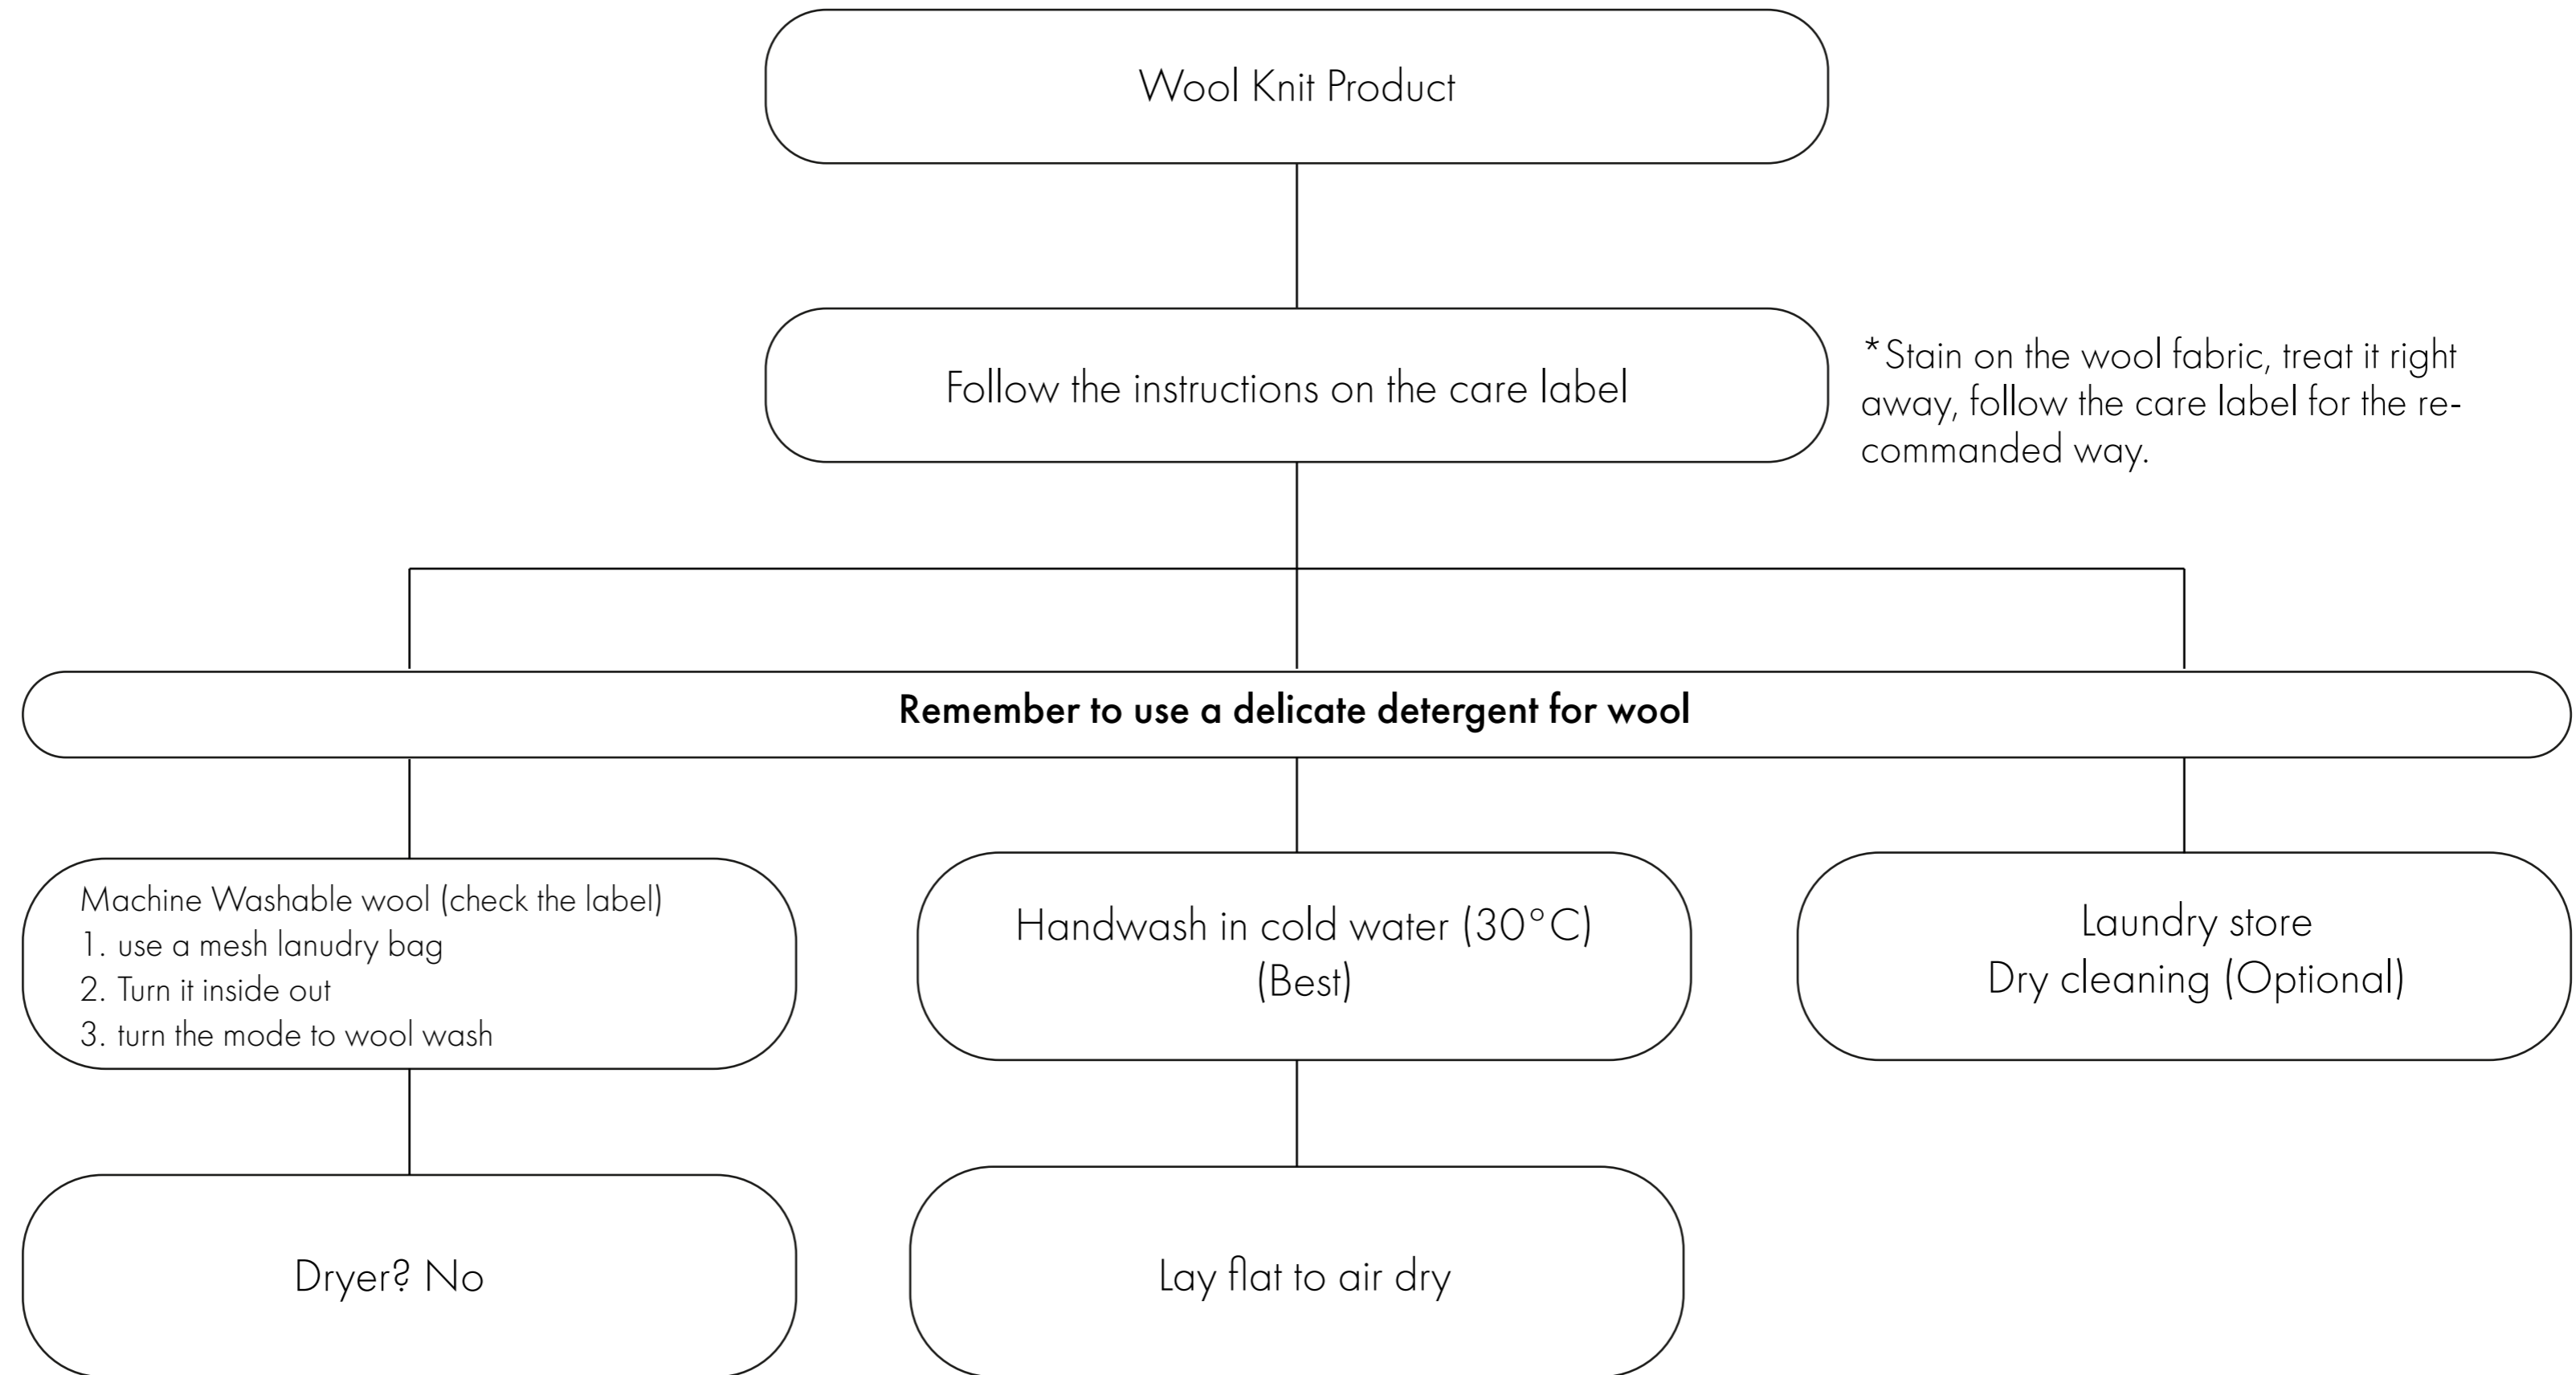 Wool Knit Product
Follow the instructions on the care label
*Stain on the wool fabric, treat it right
away, follow the care label for the re-
commanded way.
Remember to use a delicate detergent for wool
Machine Washable wool (check the label)
1. use a mesh lanudry bag
2. Turn it inside out
3. turn the mode to wool wash
Handwash in cold water (30°C)
(Best)
Laundry store
Dry cleaning (Optional)
Dryer? No
Lay flat to air dry